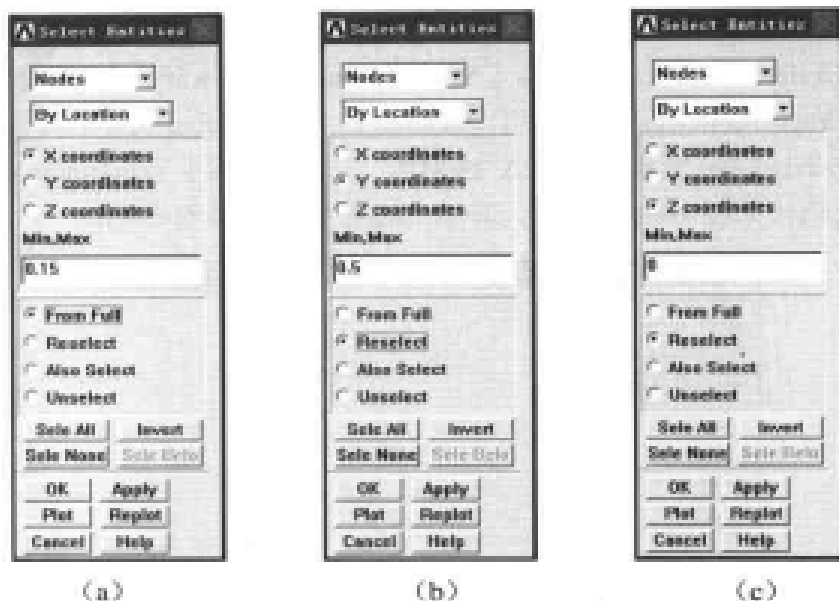 Select Entities
Nodes
By Location
X coordinates
Y coordinates
Z coordinates
Min,Max
0.15
From Full
Reselect
Also Select
Unselect
Sele All Invert
Sele None Sele Belo
OK Apply
Plot Replot
Cancel Help
(a)
Select Entities
Nodes
By Location
X coordinates
Y coordinates
Z coordinates
Min,Max
0.5
From Full
Reselect
Also Select
Unselect
Sele All Invert
Sele None Sele Belo
OK Apply
Plot Replot
Cancel Help
(b)
Select Entities
Nodes
By Location
X coordinates
Y coordinates
Z coordinates
Min,Max
0
From Full
Reselect
Also Select
Unselect
Sele All Invert
Sele None Sele Belo
OK Apply
Plot Replot
Cancel Help
(c)